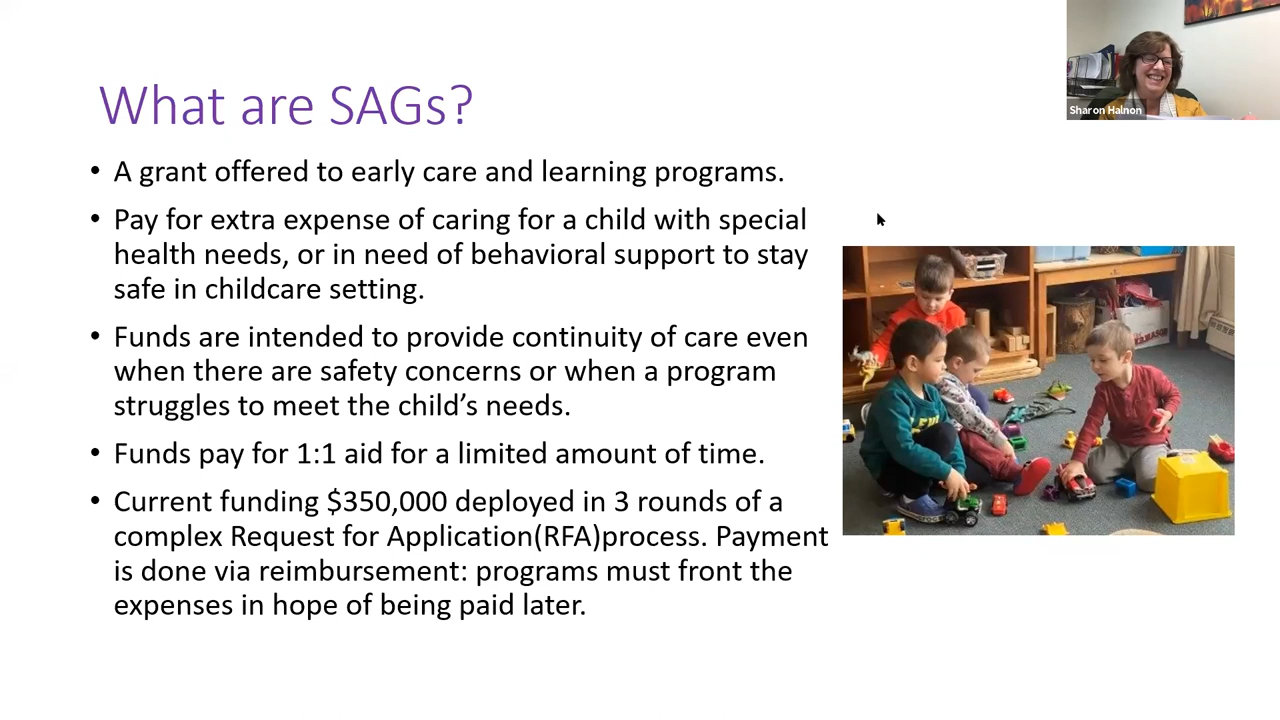 What are SAGs?
Sharon Halnon
• A grant offered to early care and learning programs.
• Pay for extra expense of caring for a child with special
health needs, or in need of behavioral support to stay
safe in childcare setting.
• Funds are intended to provide continuity of care even
when there are safety concerns or when a program
struggles to meet the child’s needs.
• Funds pay for 1:1 aid for a limited amount of time.
• Current funding $350,000 deployed in 3 rounds of a
complex Request for Application(RFA)process. Payment
is done via reimbursement: programs must front the
expenses in hope of being paid later.